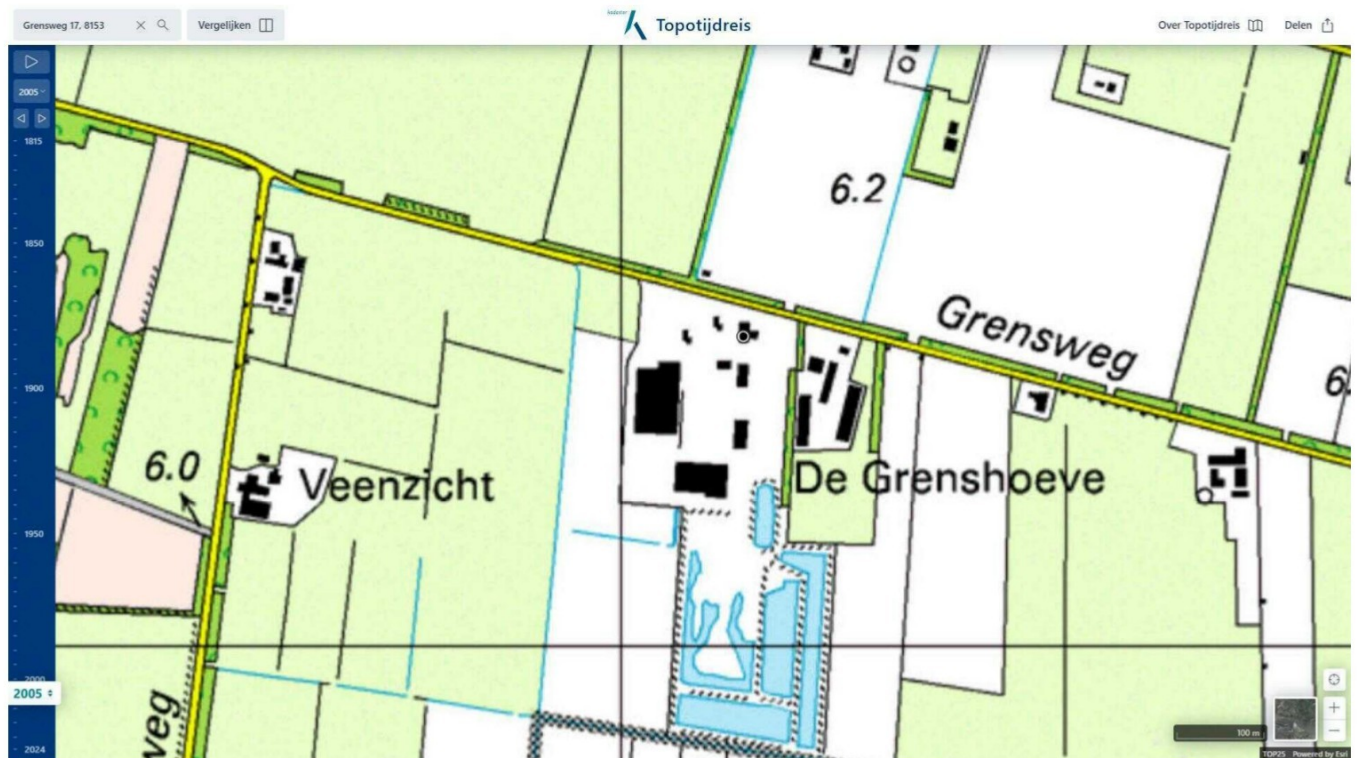 Grensweg 17, 8153
Vergelijken
kadaster
Topotijdreis
Over Topotijdreis
Delen
2005
1815
1850
1900
1950
2000
2005
2024
6.2
Grensweg
6.0
Veenzicht
De Grenshoeve
weg
100 m
TOP25 Powered by Esri